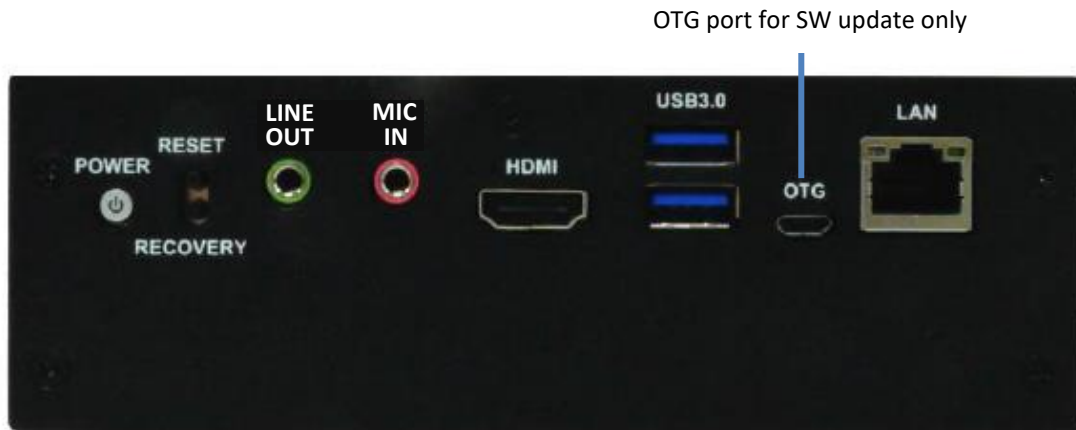 OTG port for SW update only
POWER
RESET
RECOVERY
LINE
OUT
MIC
IN
HDMI
USB3.0
OTG
LAN